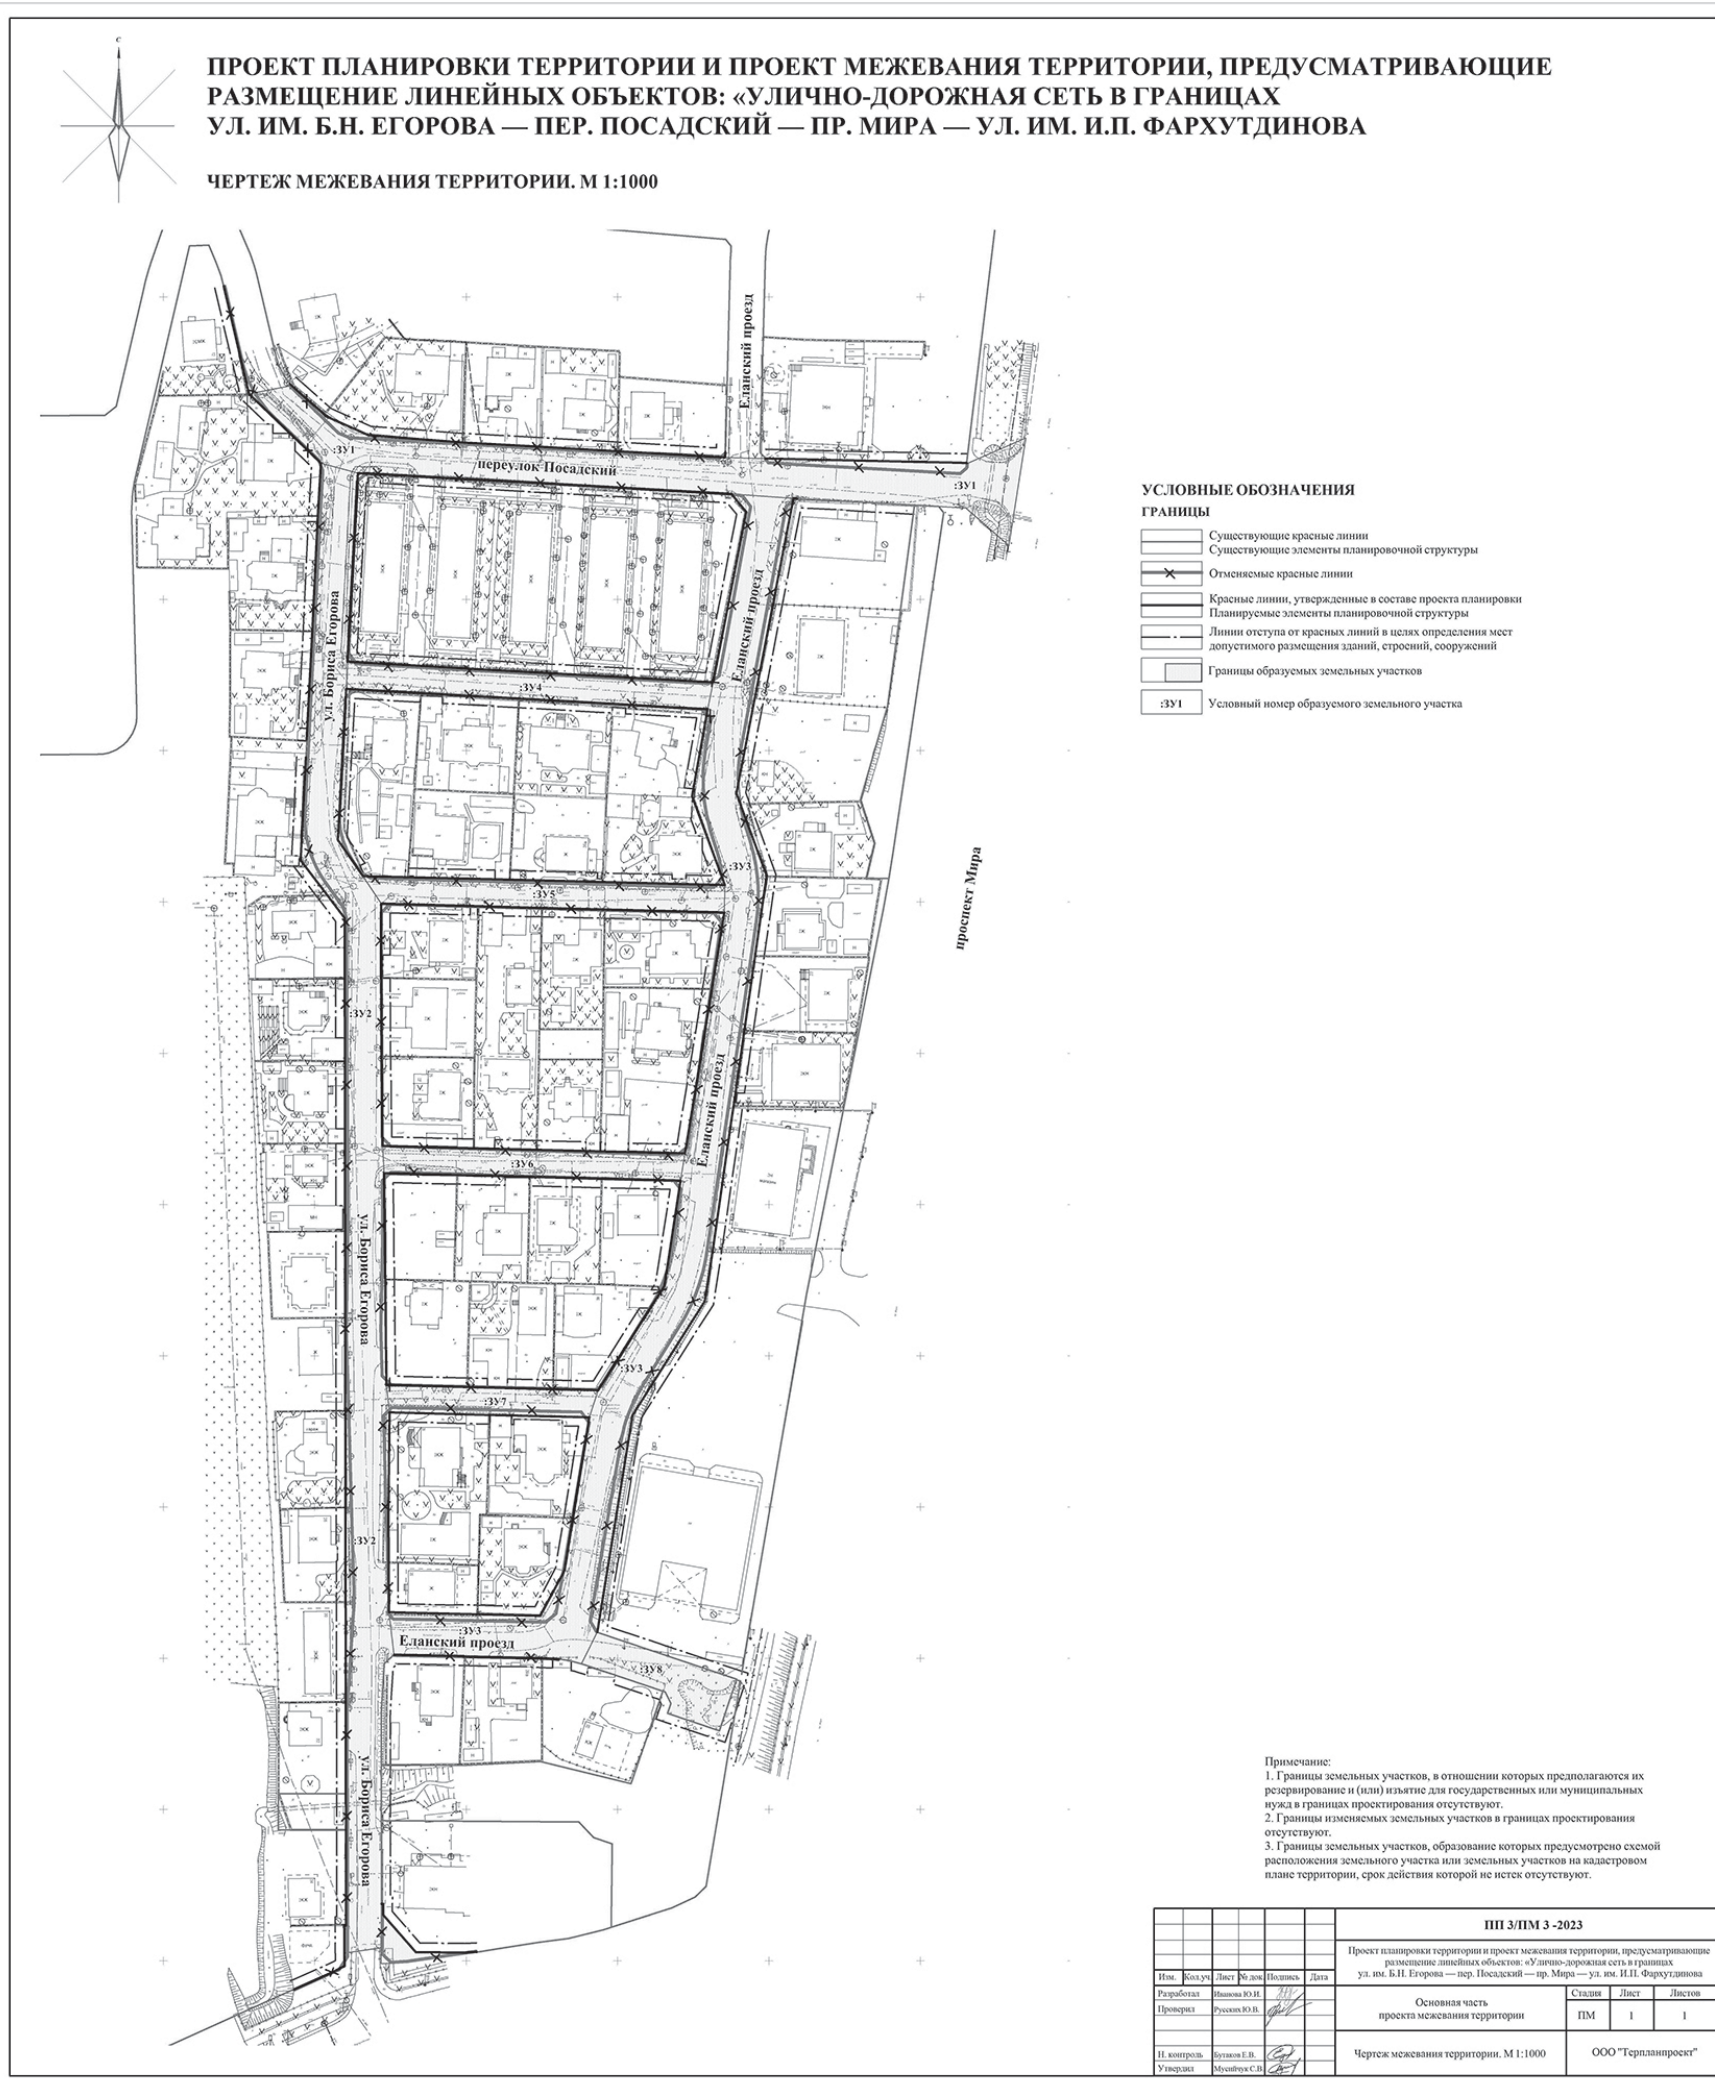 С
ПРОЕКТ ПЛАНИРОВКИ ТЕРРИТОРИИ И ПРОЕКТ МЕЖЕВАНИЯ ТЕРРИТОРИИ, ПРЕДУСМАТРИВАЮЩИЕ
РАЗМЕЩЕНИЕ ЛИНЕЙНЫХ ОБЪЕКТОВ: «УЛИЧНО-ДОРОЖНАЯ СЕТЬ В ГРАНИЦАХ
УЛ. ИМ. Б.Н. ЕГОРОВА — ПЕР. ПОСАДСКИЙ — ПР. МИРА — УЛ. ИМ. И.П. ФАРХУТДИНОВА
ЧЕРТЕЖ МЕЖЕВАНИЯ ТЕРРИТОРИИ. М 1:1000
Еланский проезд
:ЗУ1
переулок Посадский
:ЗУ1
ул. Бориса Егорова
Еланский проезд
:ЗУ4
:ЗУ3
:ЗУ5
проспект Мира
:ЗУ2
Еланский проезд
:ЗУ6
ул. Бориса Егорова
:ЗУ3
:ЗУ7
:ЗУ2
:ЗУ3
Еланский проезд
:ЗУ8
ул. Бориса Егорова
УСЛОВНЫЕ ОБОЗНАЧЕНИЯ
ГРАНИЦЫ
Существующие красные линии
Существующие элементы планировочной структуры
Отменяемые красные линии
Красные линии, утвержденные в составе проекта планировки
Планируемые элементы планировочной структуры
Линии отступа от красных линий в целях определения мест
допустимого размещения зданий, строений, сооружений
Границы образуемых земельных участков
:ЗУ1 Условный номер образуемого земельного участка
Примечание:
1. Границы земельных участков, в отношении которых предполагаются их
резервирование и (или) изъятие для государственных или муниципальных
нужд в границах проектирования отсутствуют.
2. Границы изменяемых земельных участков в границах проектирования
отсутствуют.
3. Границы земельных участков, образование которых предусмотрено схемой
расположения земельного участка или земельных участков на кадастровом
плане территории, срок действия которой не истек отсутствуют.
ПП 3/ПМ 3 -2023
Проект планировки территории и проект межевания территории, предусматривающие
размещение линейных объектов: «Улично-дорожная сеть в границах
ул. им. Б.Н. Егорова — пер. Посадский — пр. Мира — ул. им. И.П. Фархутдинова
Изм. Кол.уч. Лист № док. Подпись Дата
Разработал Иванова Ю.И.
Проверил Русских Ю.В.
Н. контроль Бутаков Е.В.
Утвердил Мусийчук С.В.
Основная часть
проекта межевания территории
Стадия Лист Листов
ПМ 1 1
Чертеж межевания территории. М 1:1000
ООО "Терпланпроект"